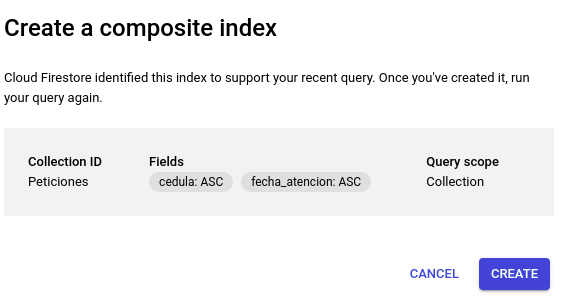 Create a composite index
Cloud Firestore identified this index to support your recent query. Once you've created it, run
your query again.
Collection ID Fields Query scope
Peticiones cedula: ASC fecha_atencion: ASC Collection
CANCEL CREATE